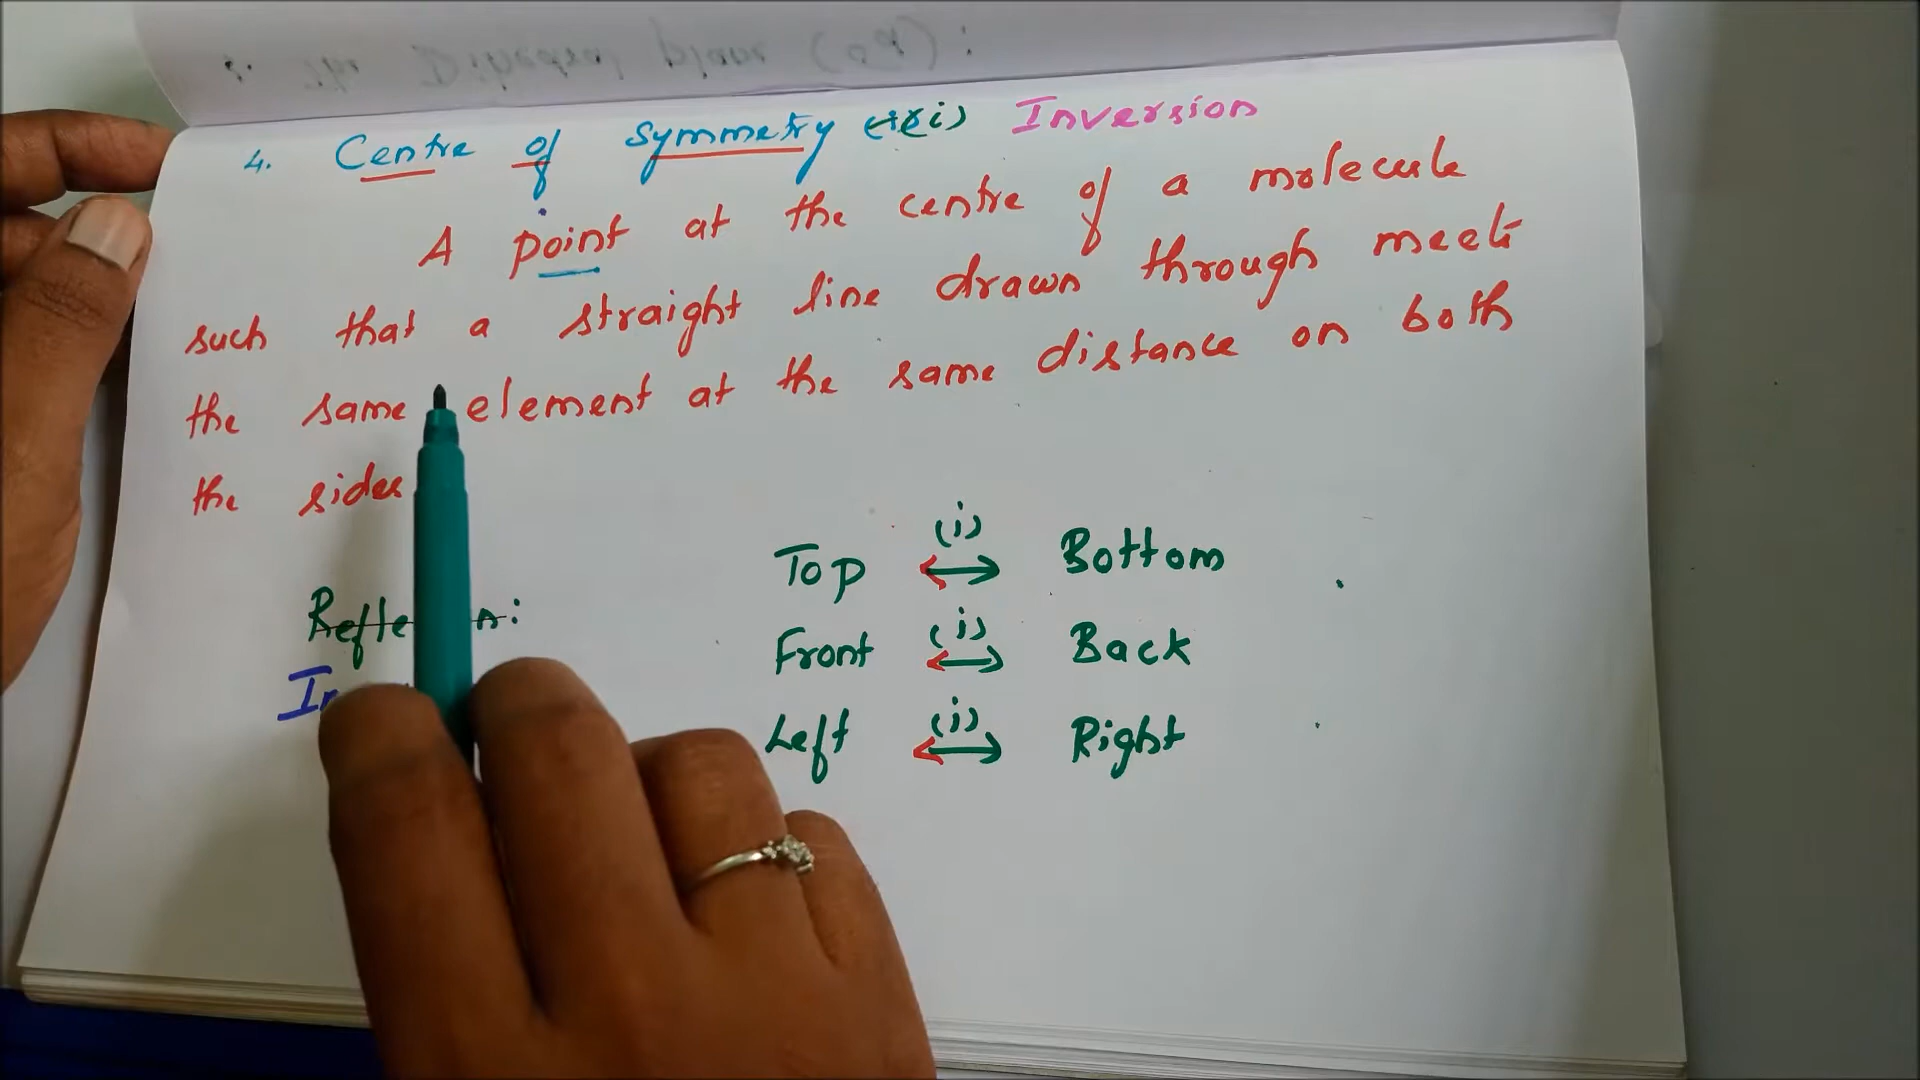 4. Centre of Symmetry (i) Inversion
A point at the centre of a molecule
such that a straight line drawn through meets
the same element at the same distance on both
the sides
Top (i) Bottom
Front (i) Back
Left (i) Right